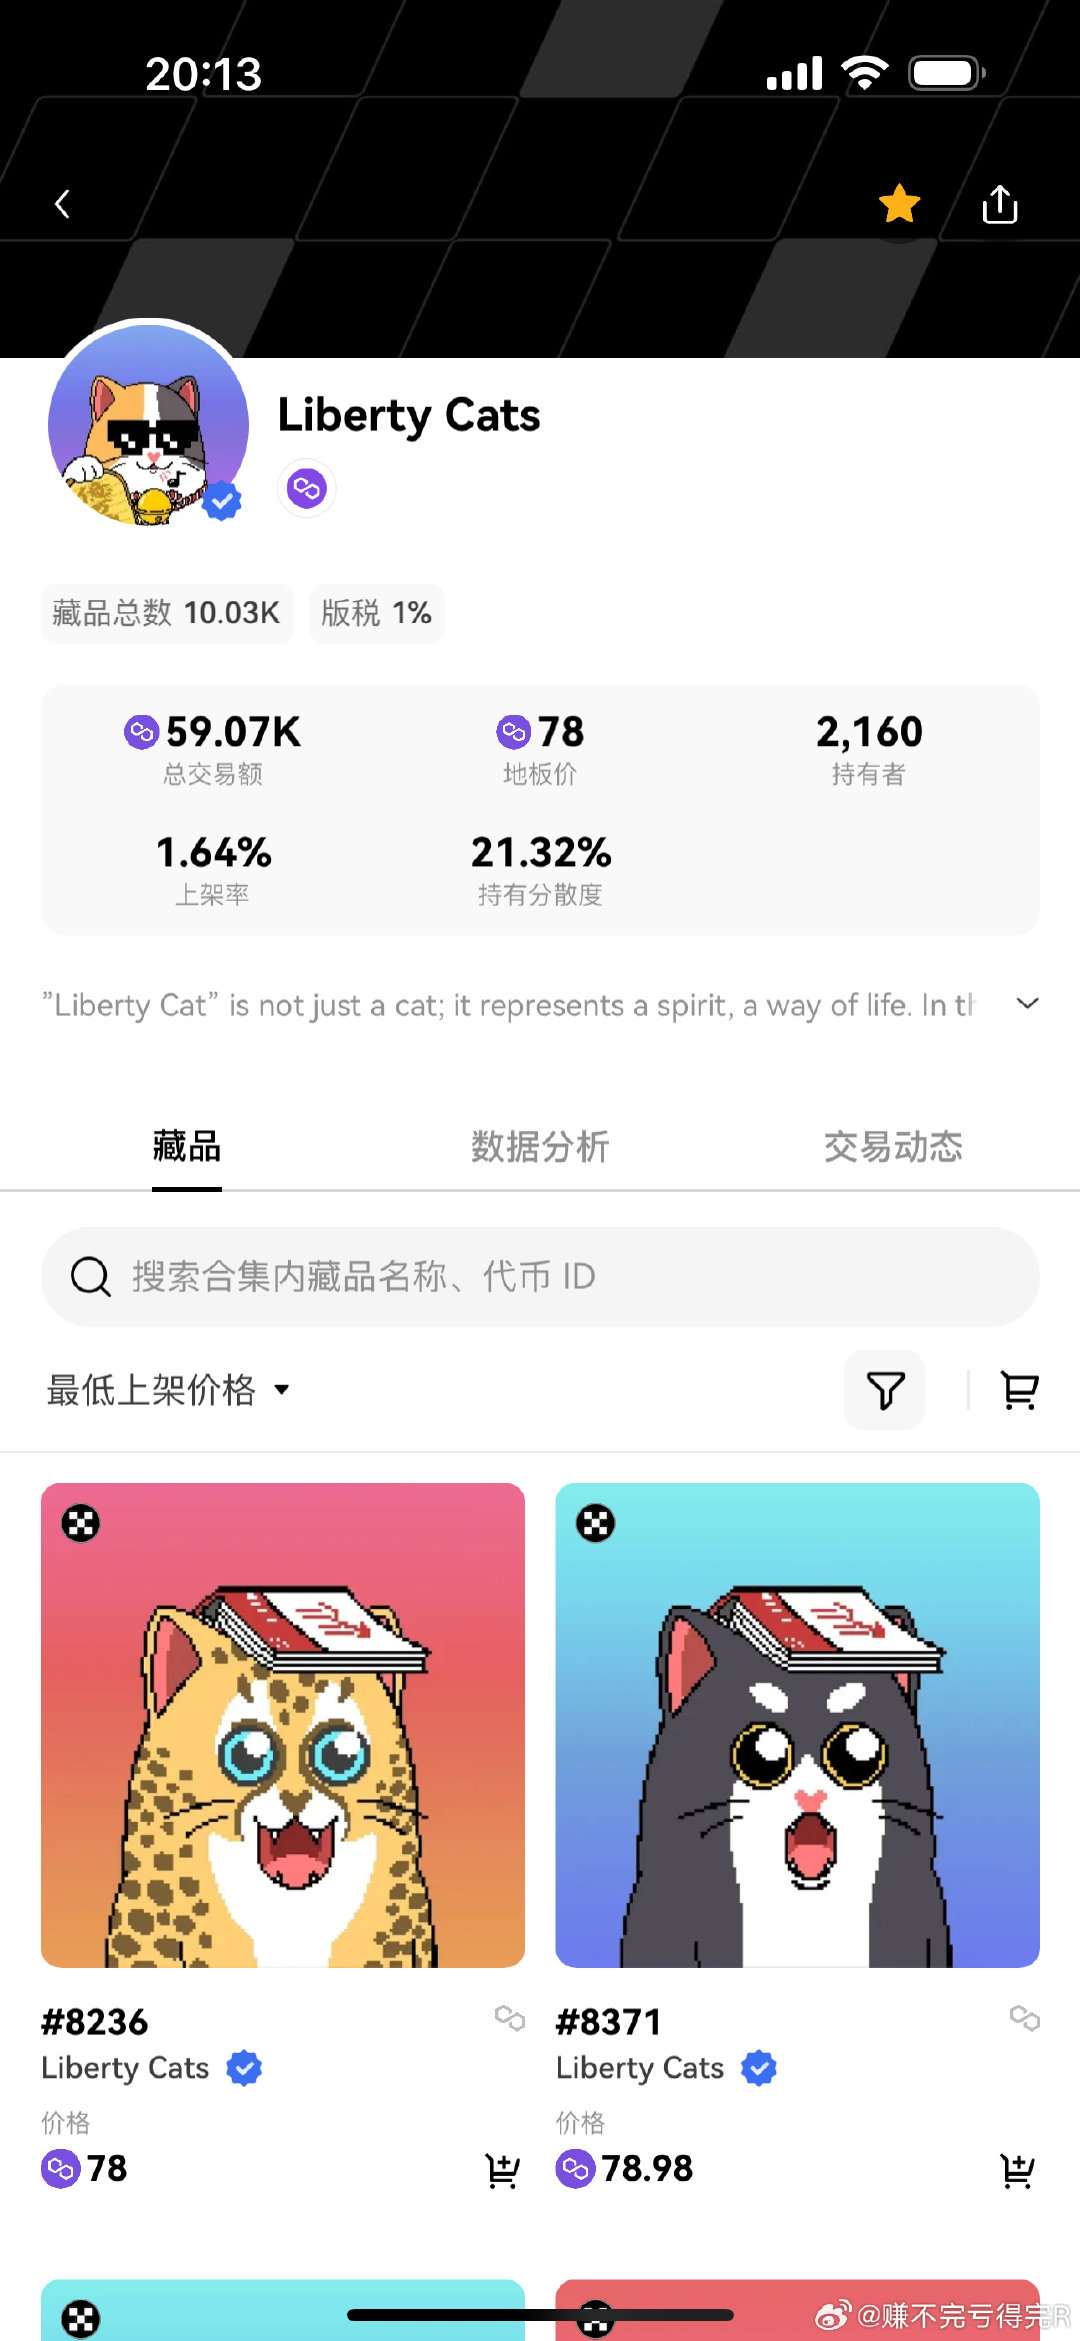 20:13
Liberty Cats
藏品总数 10.03K 版税 1%
59.07K 78 2,160
总交易额 地板价 持有者
1.64% 21.32%
上架率 持有分散度
”Liberty Cat” is not just a cat; it represents a spirit, a way of life. In th
藏品 数据分析 交易动态
搜索合集内藏品名称、代币 ID
最低上架价格
#8236 #8371
Liberty Cats Liberty Cats
价格 价格
78 78.98
@赚不完亏得完R